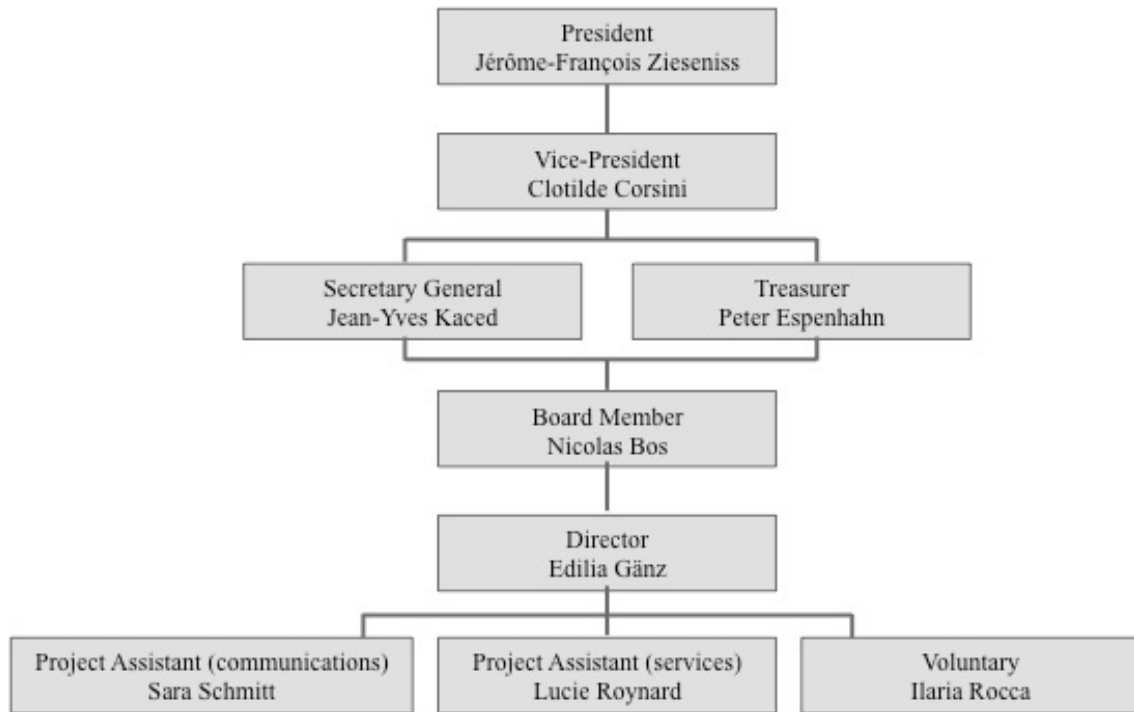 President
Jérôme-François Zieseniss
Vice-President
Clotilde Corsini
Secretary General
Jean-Yves Kaced
Treasurer
Peter Espenhahn
Board Member
Nicolas Bos
Director
Edilia Gänz
Project Assistant (communications)
Sara Schmitt
Project Assistant (services)
Lucie Roynard
Voluntary
Ilaria Rocca